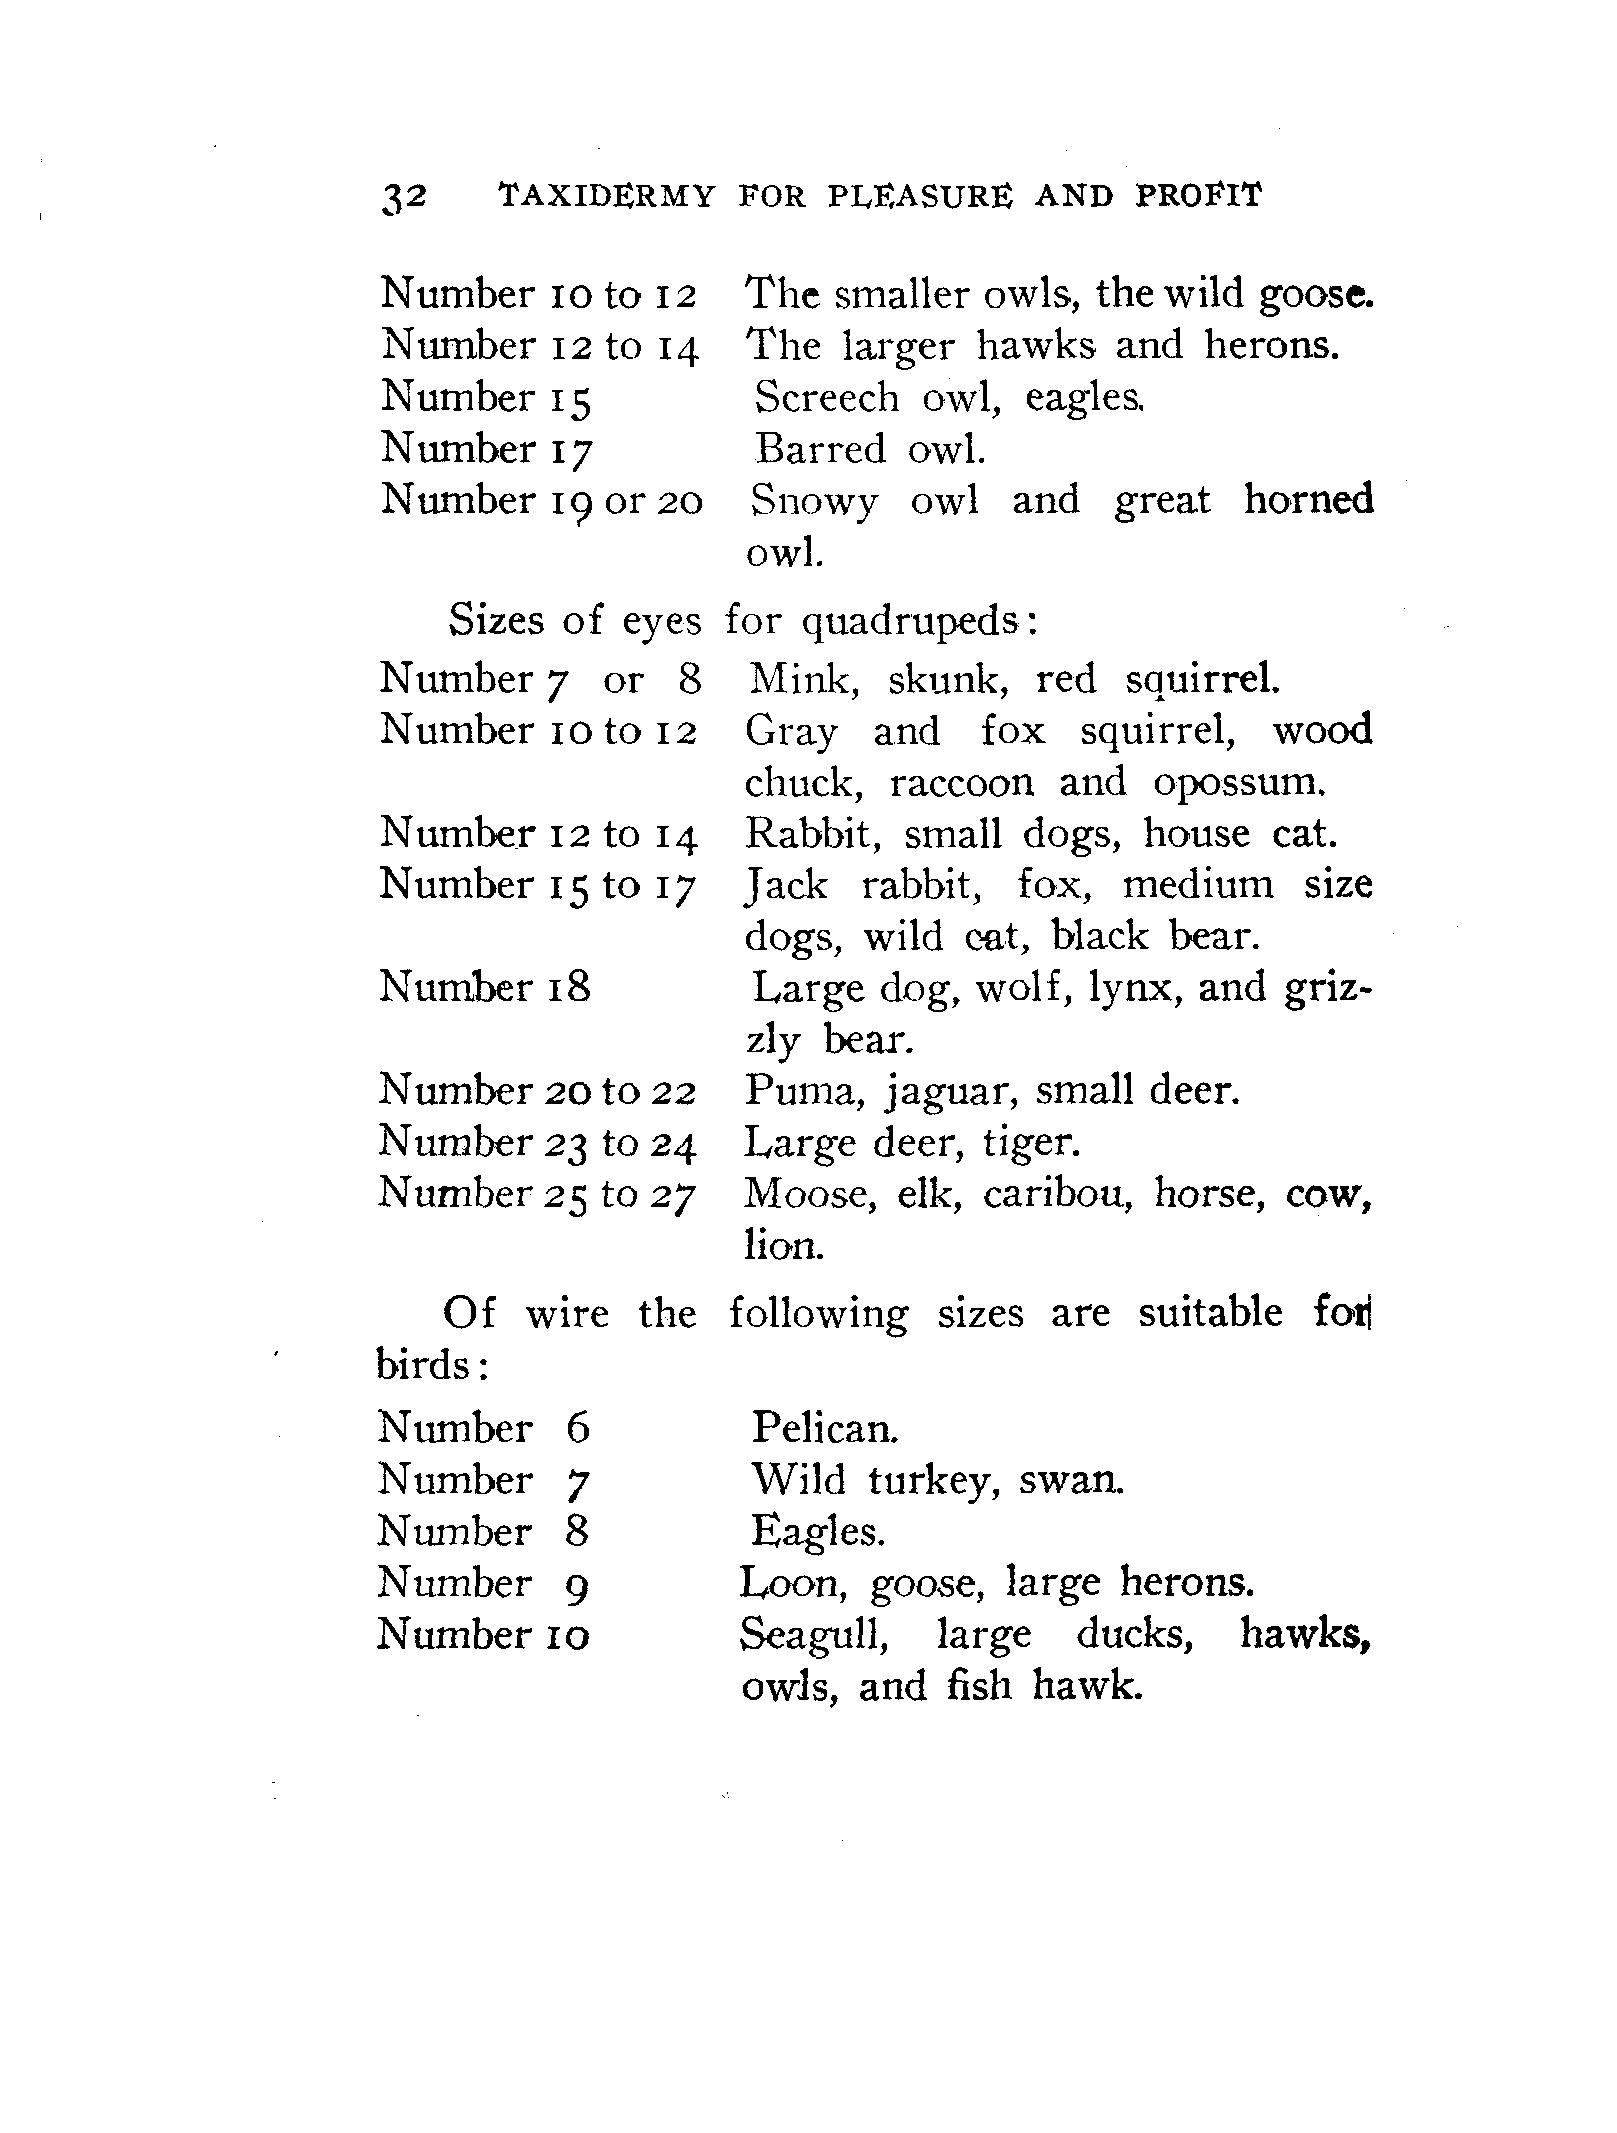 32 TAXIDERMY FOR PLEASURE AND PROFIT
Number 10 to 12 The smaller owls, the wild goose.
Number 12 to 14 The larger hawks and herons.
Number 15 Screech owl, eagles.
Number 17 Barred owl.
Number 19 or 20 Snowy owl and great horned
owl.
Sizes of eyes for quadrupeds:
Number 7 or 8 Mink, skunk, red squirrel.
Number 10 to 12 Gray and fox squirrel, wood
chuck, raccoon and opossum.
Number 12 to 14 Rabbit, small dogs, house cat.
Number 15 to 17 Jack rabbit, fox, medium size
dogs, wild cat, black bear.
Number 18 Large dog, wolf, lynx, and griz-
zly bear.
Number 20 to 22 Puma, jaguar, small deer.
Number 23 to 24 Large deer, tiger.
Number 25 to 27 Moose, elk, caribou, horse, cow,
lion.
Of wire the following sizes are suitable for
birds:
Number 6 Pelican.
Number 7 Wild turkey, swan.
Number 8 Eagles.
Number 9 Loon, goose, large herons.
Number 10 Seagull, large ducks, hawks,
owls, and fish hawk.